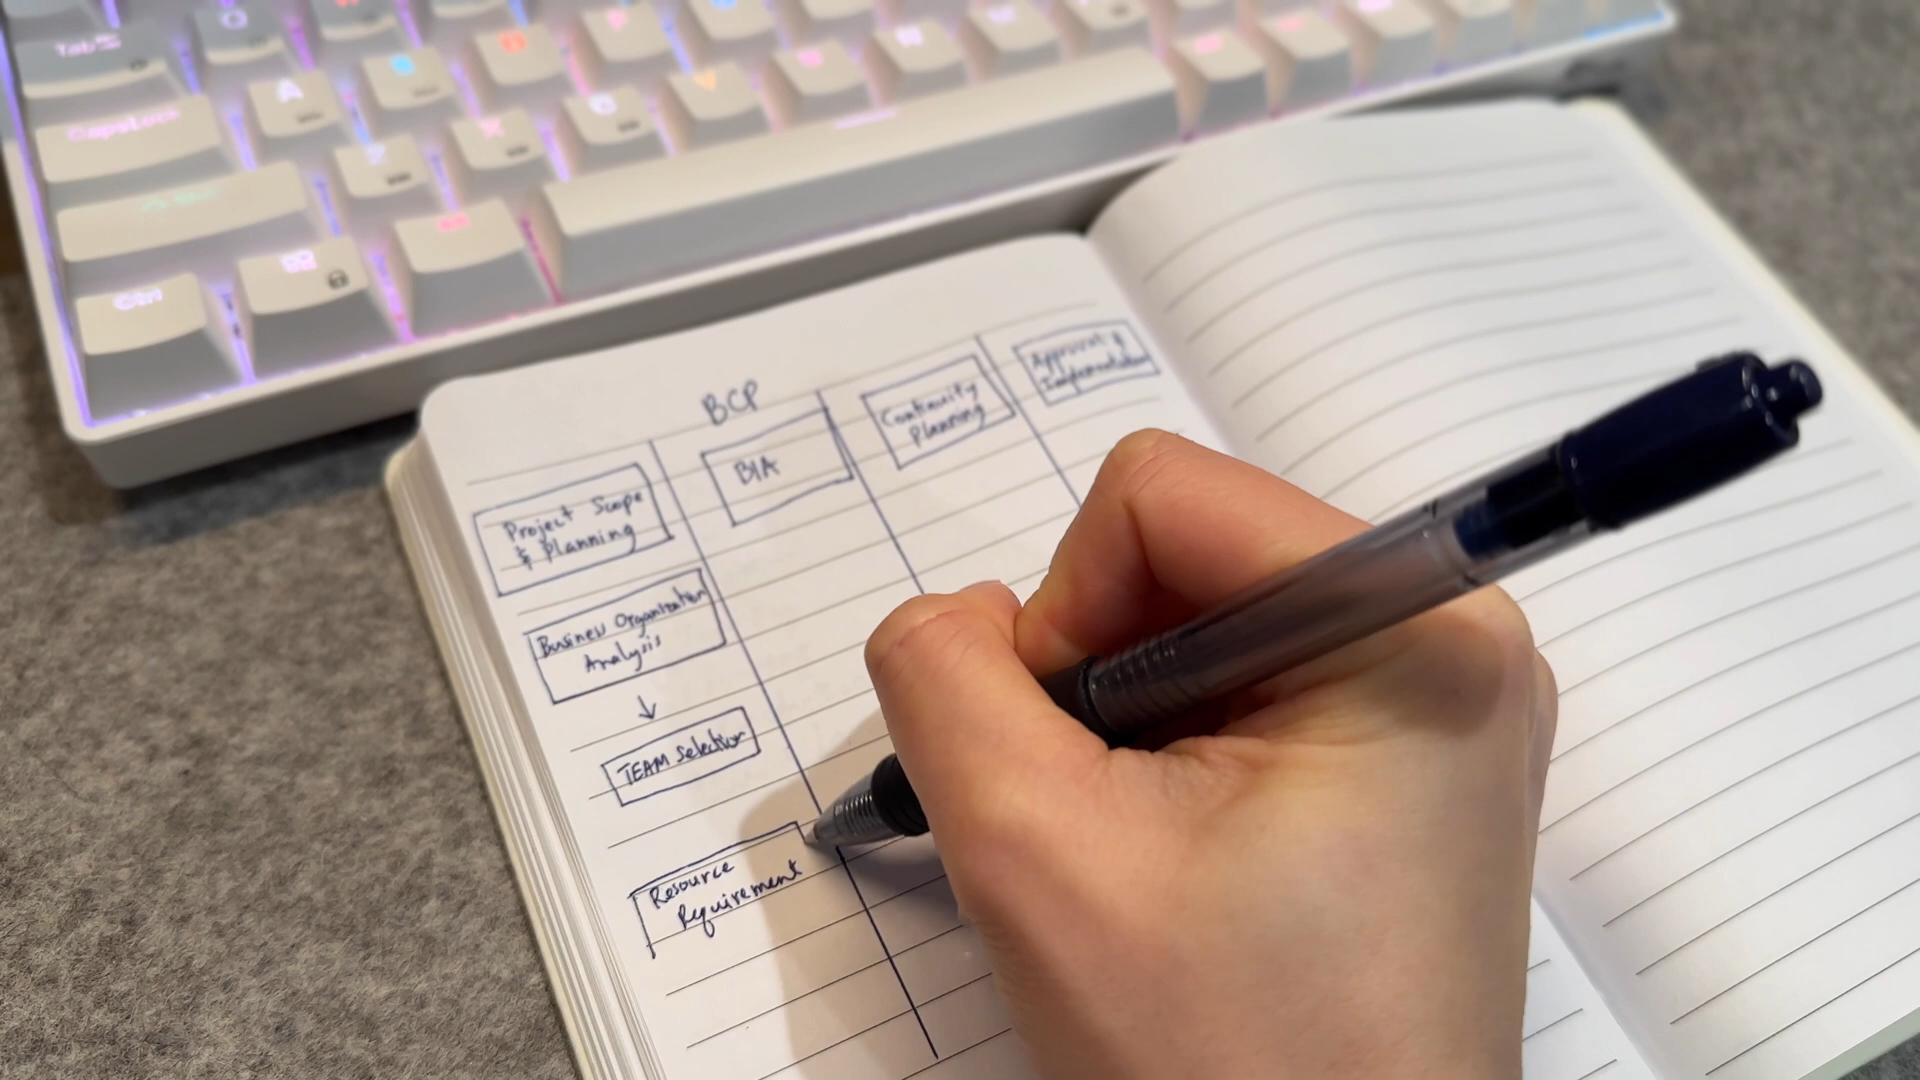 Tab
CapsLock
A
Ctrl
BCP
Project Scope
& Planning
BIA
Continuity
Planning
Approval &
Implementation
Business Organization
Analysis
TEAM Selection
Resource
Requirement